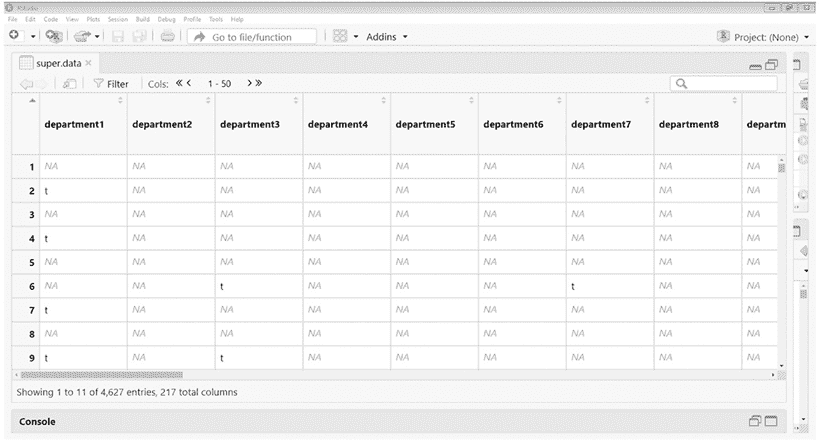 RStudio
File Edit Code View Plots Session Build Debug Profile Tools Help
Go to file/function Addins Project: (None)
super.data
Filter Cols: 1 - 50
department1 department2 department3 department4 department5 department6 department7 department8 departm
1 NA NA NA NA NA NA NA NA NA
2 t NA NA NA NA NA NA NA NA
3 NA NA NA NA NA NA NA NA NA
4 t NA NA NA NA NA NA NA NA
5 NA NA NA NA NA NA NA NA NA
6 NA NA t NA NA NA t NA NA
7 t NA NA NA NA NA NA NA NA
8 NA NA NA NA NA NA NA NA NA
9 t NA t NA NA NA NA NA NA
Showing 1 to 11 of 4,627 entries, 217 total columns
Console